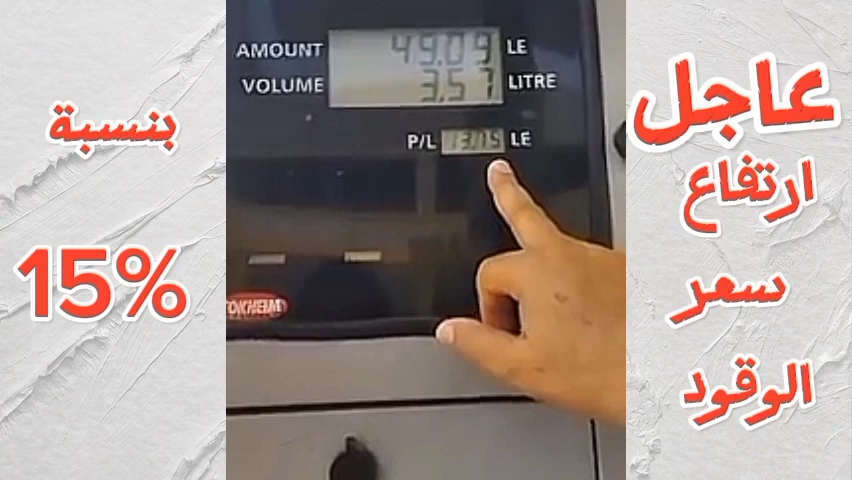 عاجل
ارتفاع
سعر
الوقود
بنسبة
15%
AMOUNT 49.09 LE
VOLUME 3.57 LITRE
P/L 13.75 LE
TOKHEIM